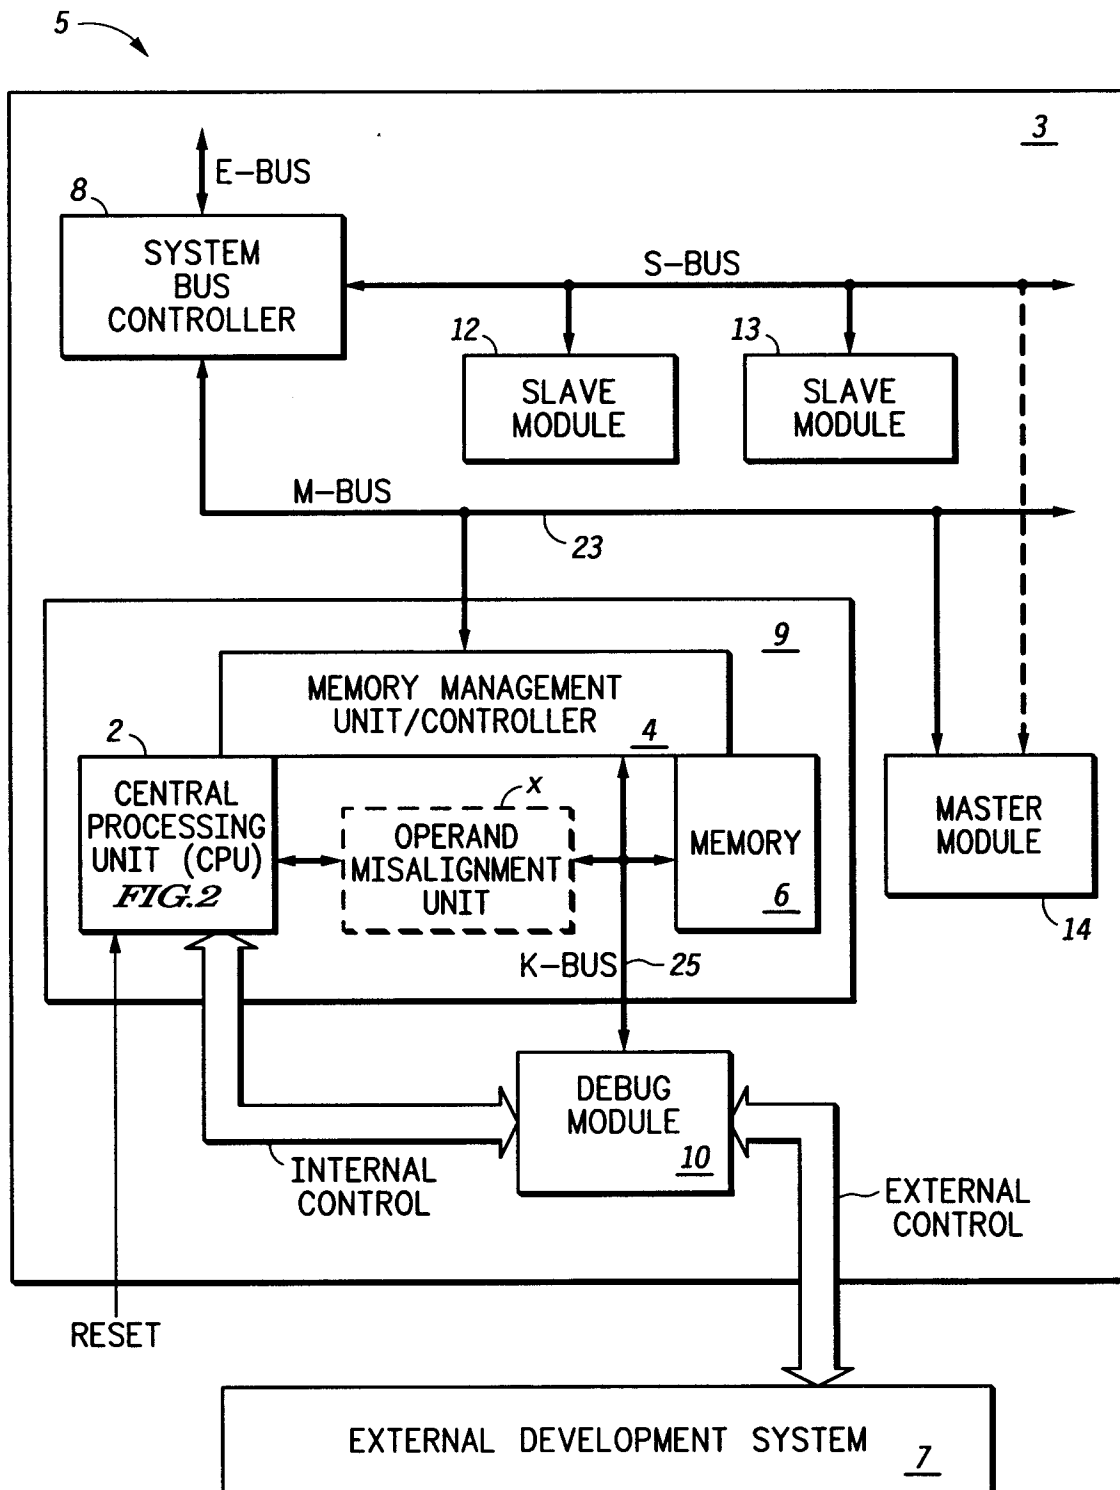 5
3
E-BUS
8
SYSTEM
BUS
CONTROLLER
S-BUS
12
13
SLAVE
MODULE
SLAVE
MODULE
M-BUS
23
9
MEMORY MANAGEMENT
UNIT/CONTROLLER
4
2
CENTRAL
PROCESSING
UNIT (CPU)
FIG.2
X
OPERAND
MISALIGNMENT
UNIT
MEMORY
6
MASTER
MODULE
14
K-BUS
25
DEBUG
MODULE
10
INTERNAL
CONTROL
EXTERNAL
CONTROL
RESET
EXTERNAL DEVELOPMENT SYSTEM
7